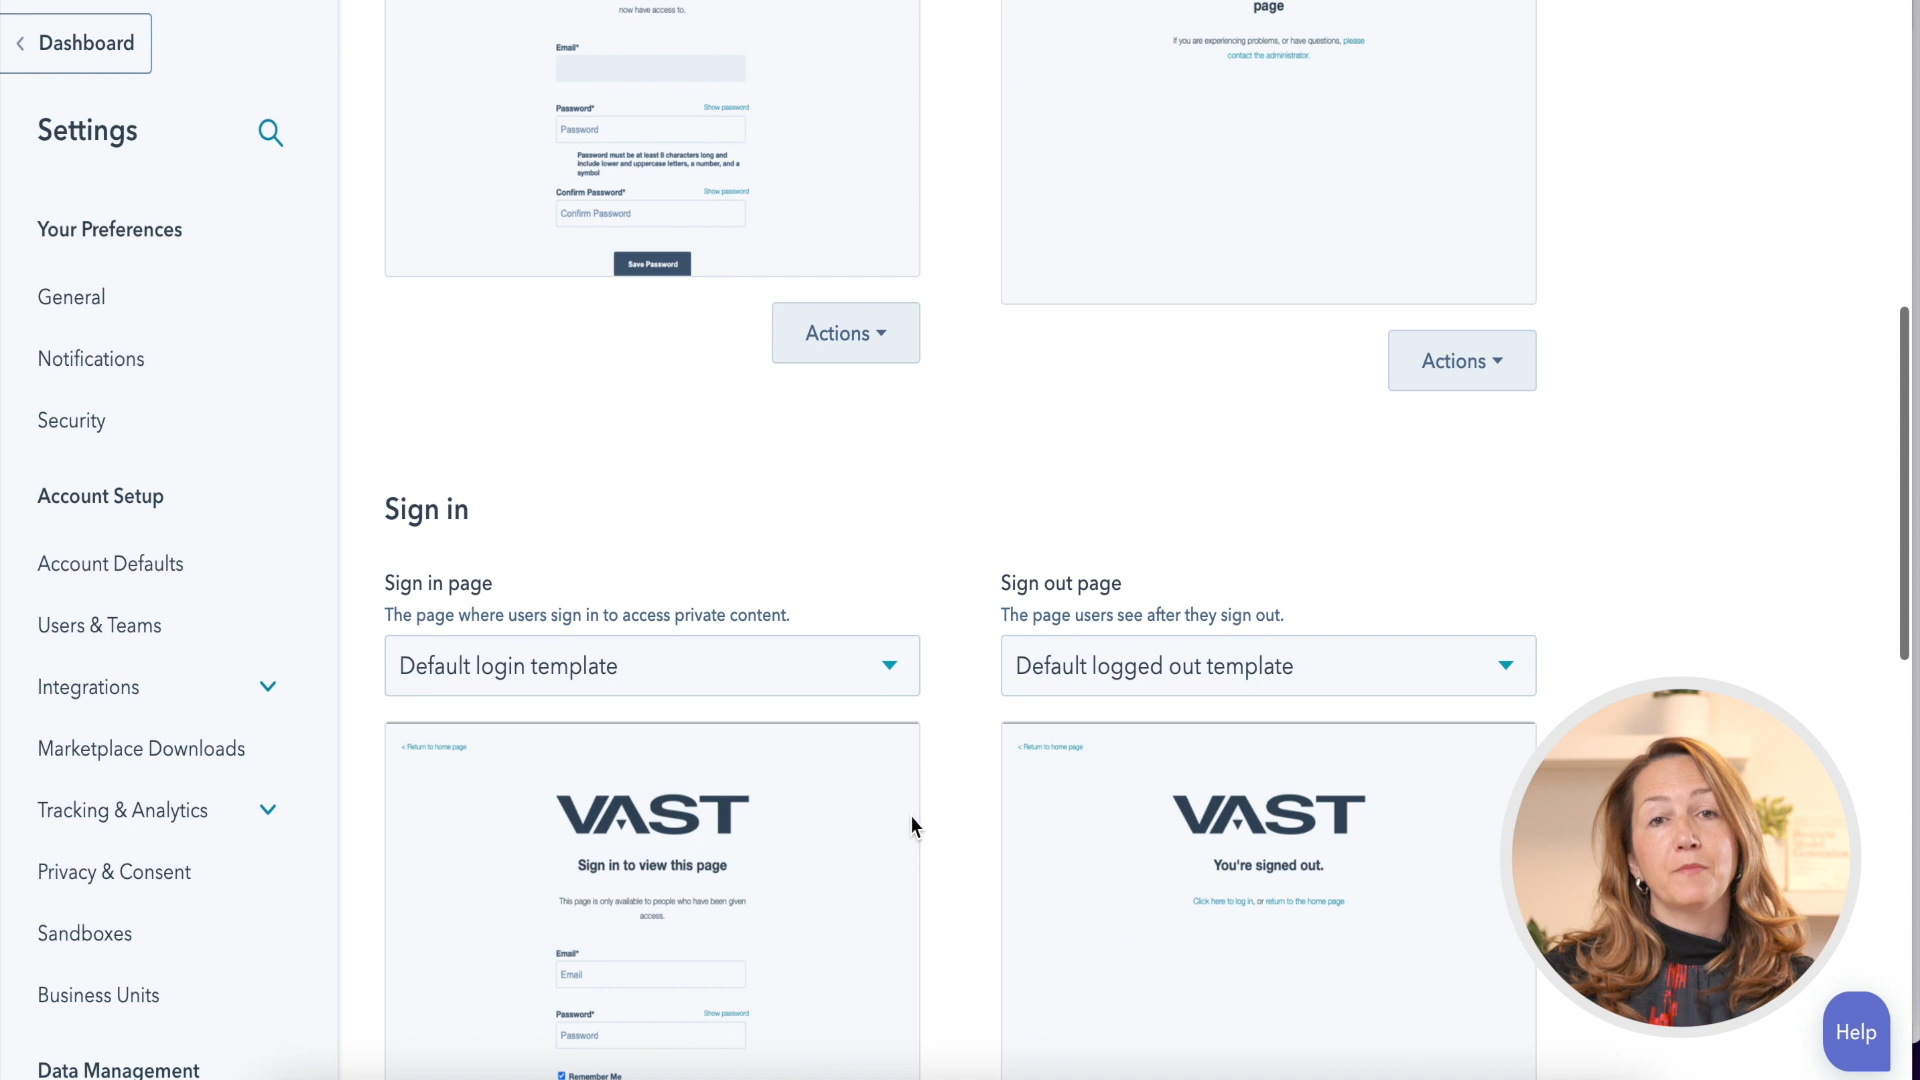 Dashboard
Settings
Your Preferences
General
Notifications
Security
Account Setup
Account Defaults
Users & Teams
Integrations
Marketplace Downloads
Tracking & Analytics
Privacy & Consent
Sandboxes
Business Units
Data Management
now have access to.
Email*
Password*
Show password
Password
Password must be at least 8 characters long and
include lower and uppercase letters, a number, and a
symbol
Confirm Password*
Show password
Confirm Password
Save Password
Actions
page
If you are experiencing problems, or have questions, please
contact the administrator.
Actions
Sign in
Sign in page
The page where users sign in to access private content.
Default login template
< Return to home page
VAST
Sign in to view this page
This page is only available to people who have been given
access.
Email*
Email
Password*
Show password
Password
Remember Me
Sign out page
The page users see after they sign out.
Default logged out template
< Return to home page
VAST
You're signed out.
Click here to log in, or return to the home page
Help